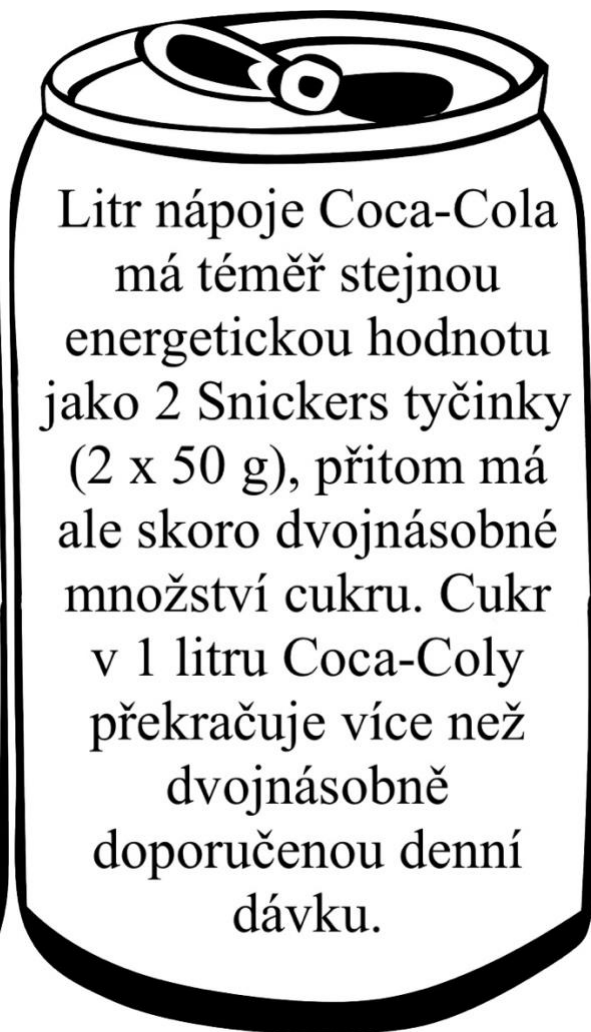 Litr nápoje Coca-Cola
má téměř stejnou
energetickou hodnotu
jako 2 Snickers tyčinky
(2 x 50 g), přitom má
ale skoro dvojnásobné
množství cukru. Cukr
v 1 litru Coca-Coly
překračuje více než
dvojnásobně
doporučenou denní
dávku.